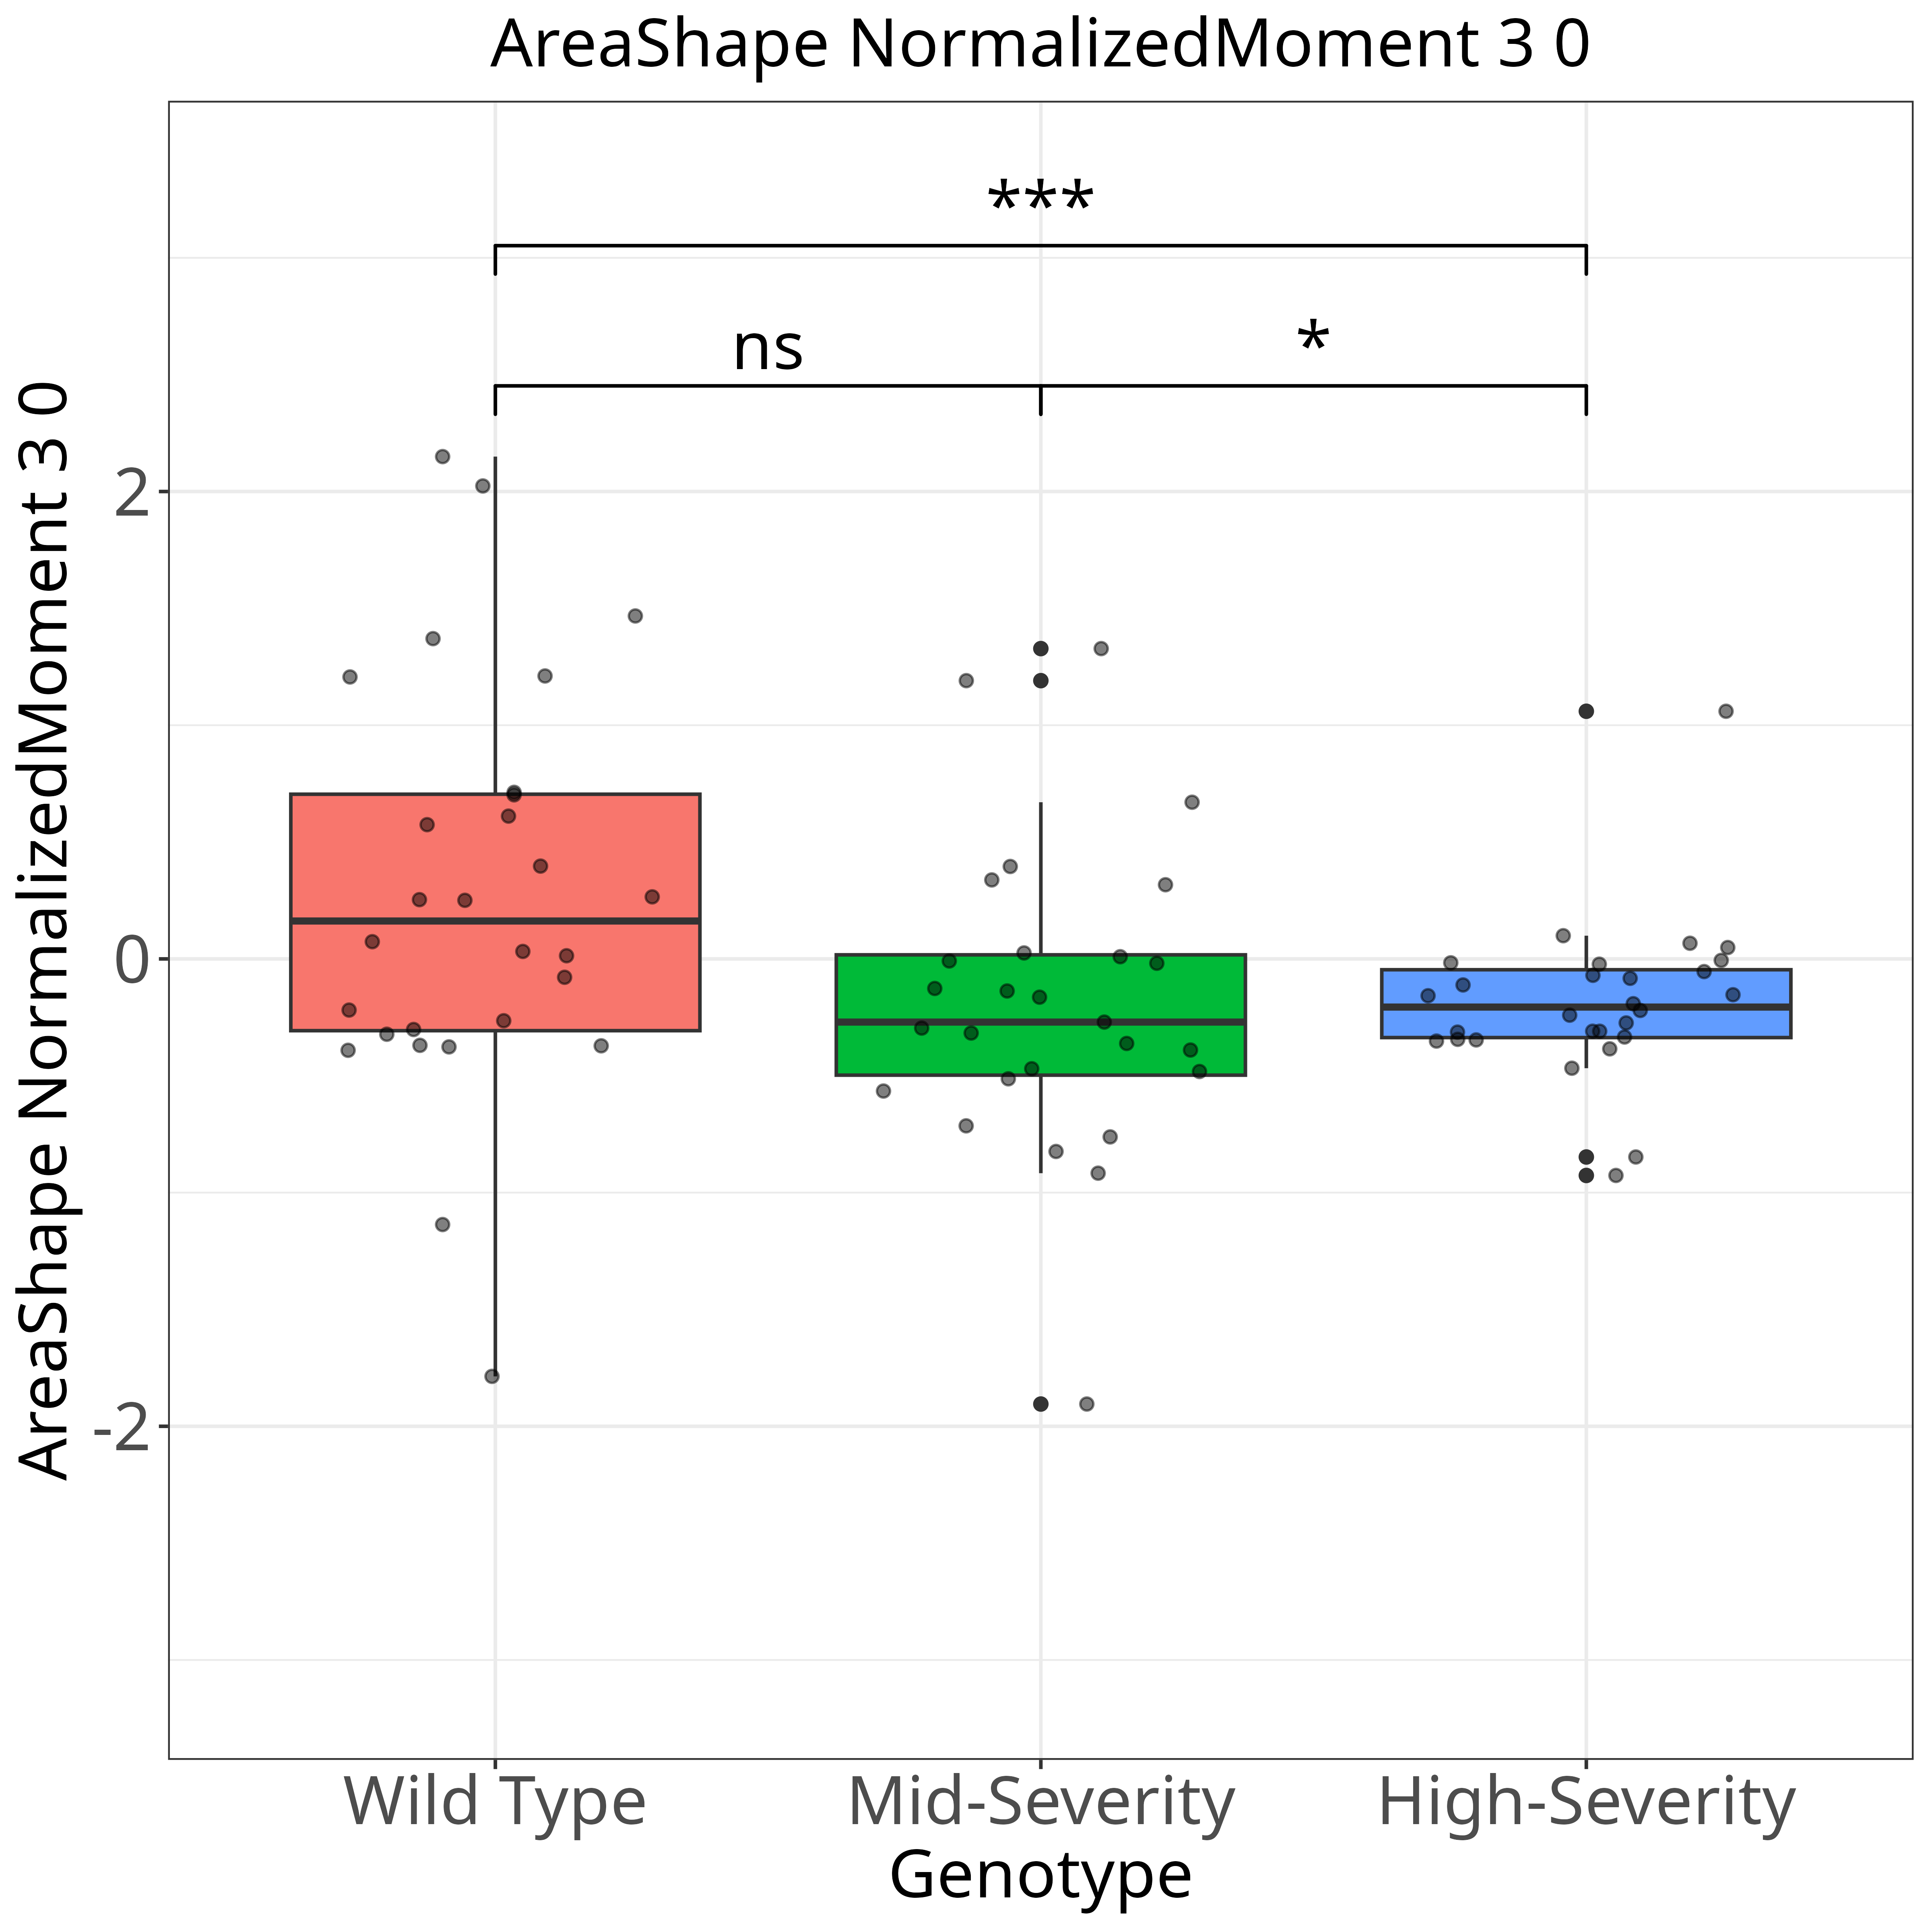 AreaShape NormalizedMoment 3 0
***
ns
*
AreaShape NormalizedMoment 3 0
2
0
-2
Wild Type
Mid-Severity
High-Severity
Genotype